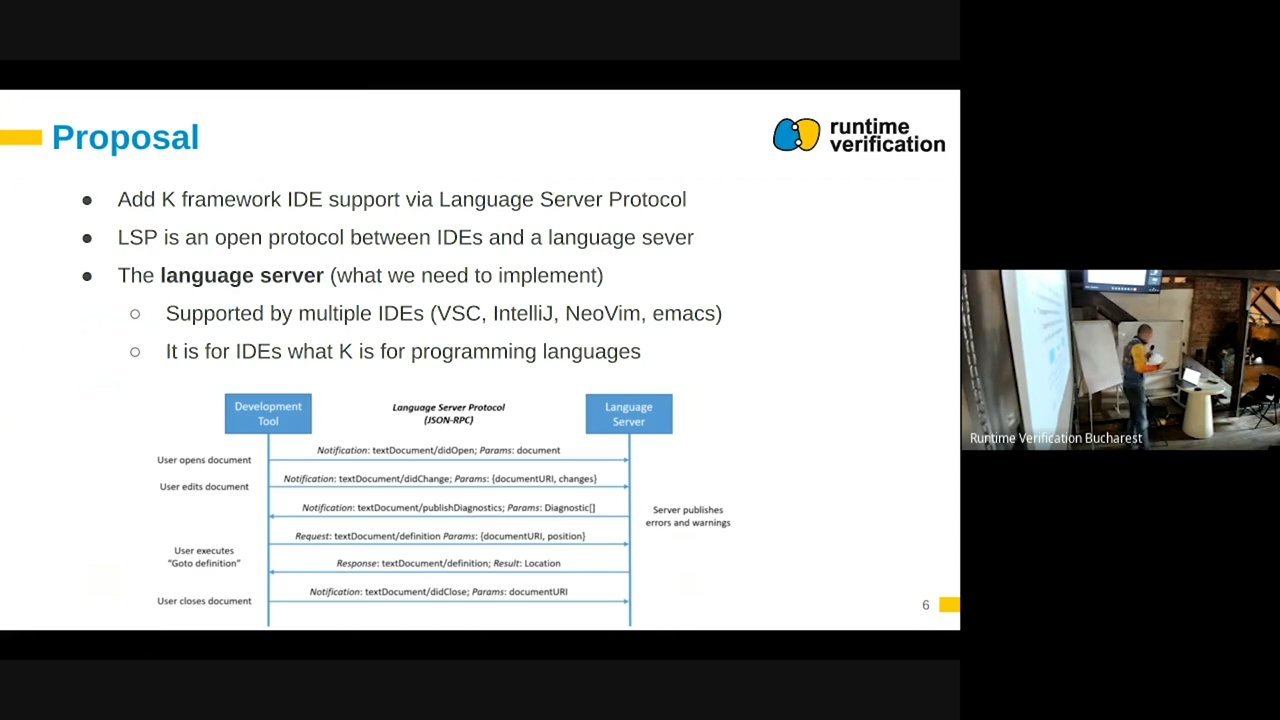 Proposal
runtime
verification
● Add K framework IDE support via Language Server Protocol
● LSP is an open protocol between IDEs and a language sever
● The language server (what we need to implement)
○ Supported by multiple IDEs (VSC, IntelliJ, NeoVim, emacs)
○ It is for IDEs what K is for programming languages
Development
Tool
Language Server Protocol
(JSON-RPC)
Language
Server
Notification: textDocument/didOpen; Params: document
User opens document
Notification: textDocument/didChange; Params: {documentURI, changes}
User edits document
Notification: textDocument/publishDiagnostics; Params: Diagnostic[]
Server publishes
errors and warnings
Request: textDocument/definition Params: {documentURI, position}
User executes
"Goto definition"
Response: textDocument/definition; Result: Location
Notification: textDocument/didClose; Params: documentURI
User closes document
6
Runtime Verification Bucharest